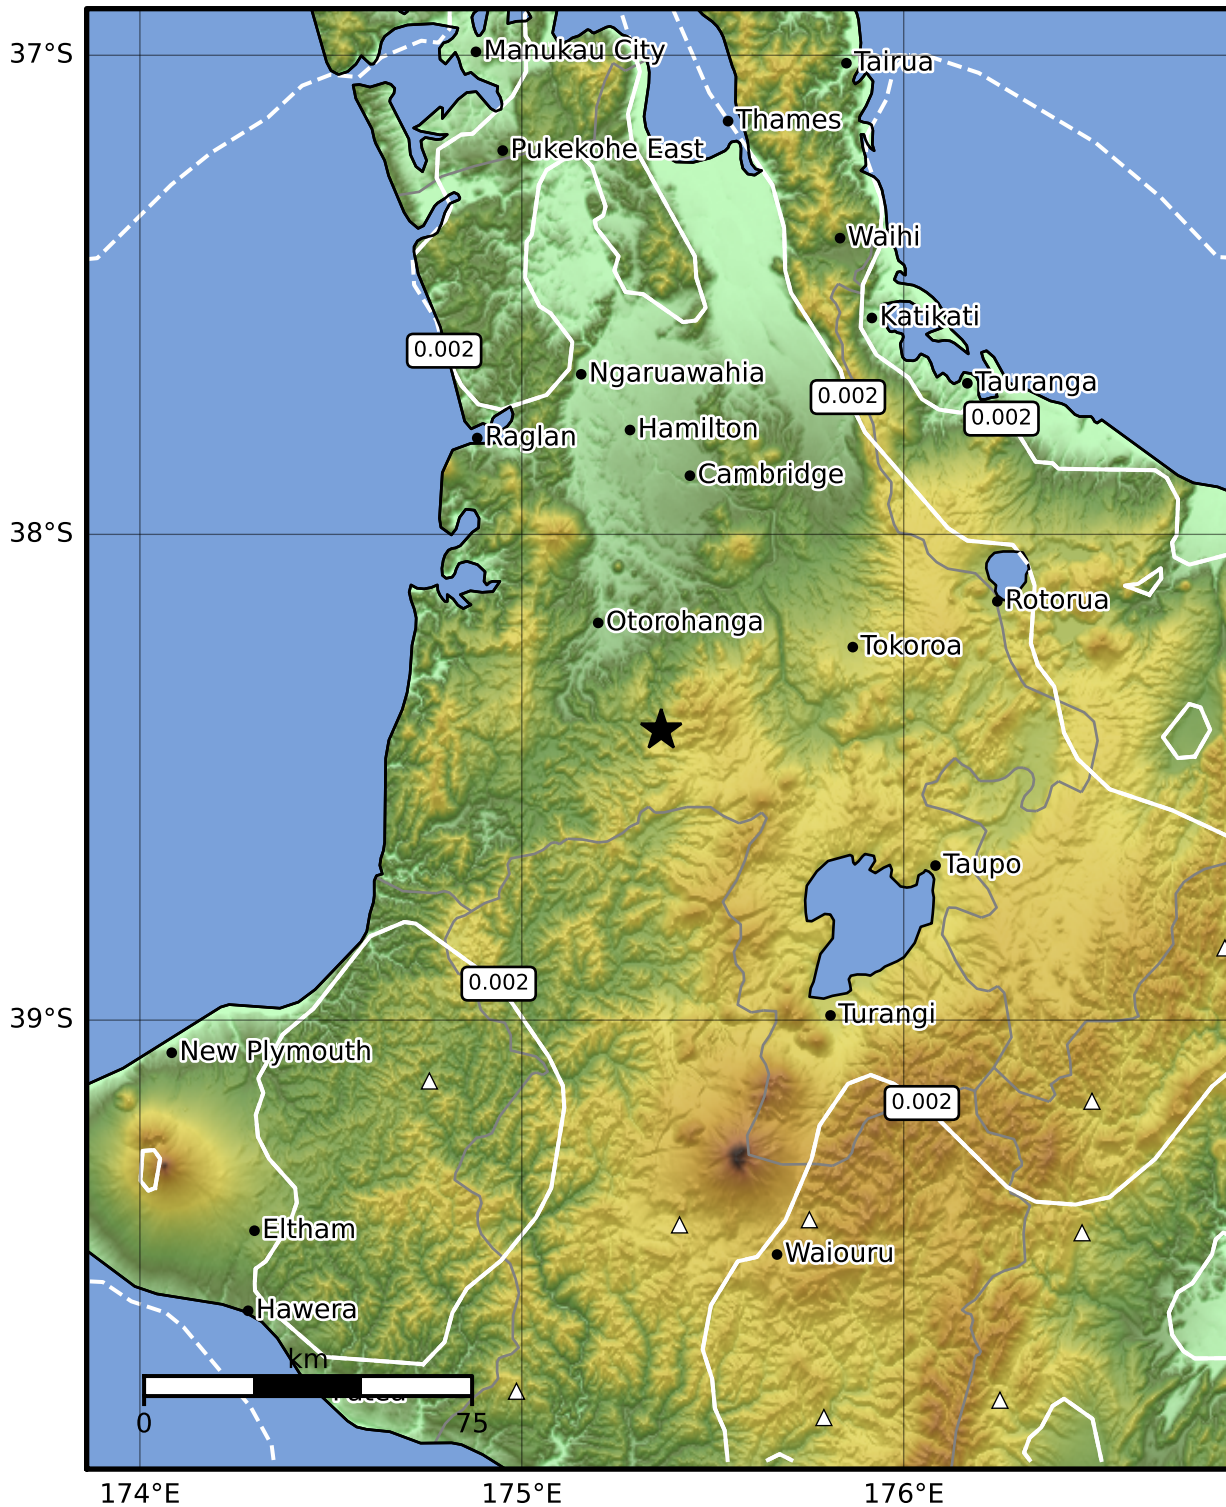 37°S
Manukau City
Tairua
Thames
Pukekohe East
Waihi
Katikati
0.002
Ngaruawahia
Tauranga
0.002
0.002
Hamilton
Raglan
Cambridge
38°S
Rotorua
Otorohanga
Tokoroa
Taupo
0.002
39°S
Turangi
New Plymouth
0.002
Eltham
Waiouru
Hawera
km
0
75
174°E
175°E
176°E